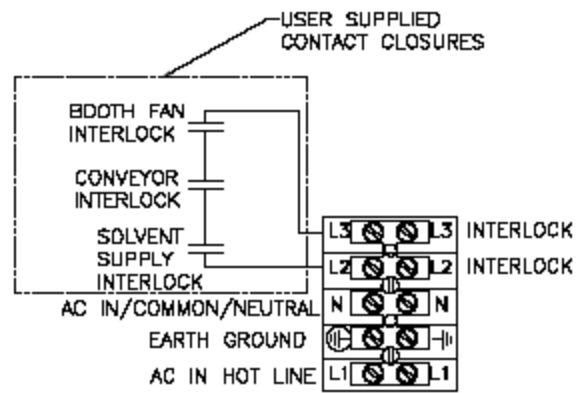 USER SUPPLIED
CONTACT CLOSURES
BOOTH FAN
INTERLOCK
CONVEYOR
INTERLOCK
SOLVENT
SUPPLY
INTERLOCK
L3 L3 INTERLOCK
L2 L2 INTERLOCK
AC IN/COMMON/NEUTRAL N N
EARTH GROUND
AC IN HOT LINE L1 L1